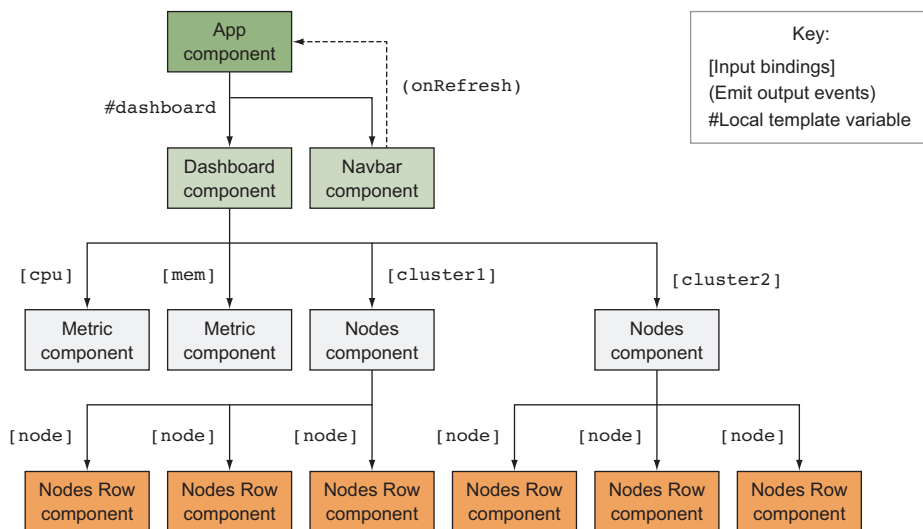 App
component
Key:
[Input bindings]
(Emit output events)
#Local template variable
(onRefresh)
#dashboard
Dashboard
component
Navbar
component
[cpu]
[mem]
[cluster1]
[cluster2]
Metric
component
Metric
component
Nodes
component
Nodes
component
[node]
[node]
[node]
[node]
[node]
[node]
Nodes Row
component
Nodes Row
component
Nodes Row
component
Nodes Row
component
Nodes Row
component
Nodes Row
component